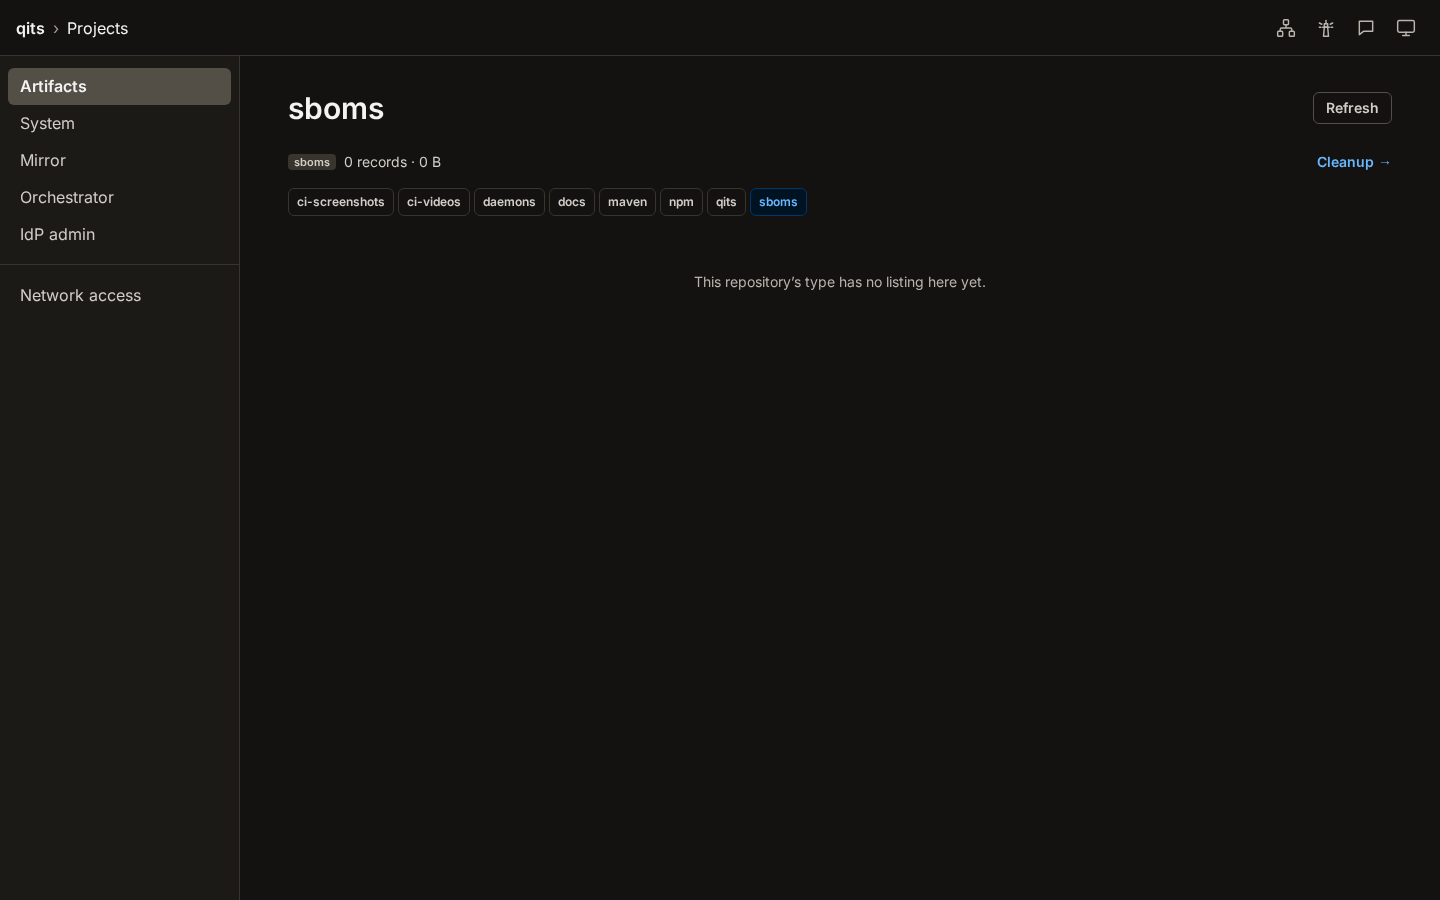 qits › Projects
Artifacts
System
Mirror
Orchestrator
IdP admin
Network access
sboms
Refresh
sboms 0 records · 0 B
Cleanup →
ci-screenshots ci-videos daemons docs maven npm qits sboms
This repository's type has no listing here yet.